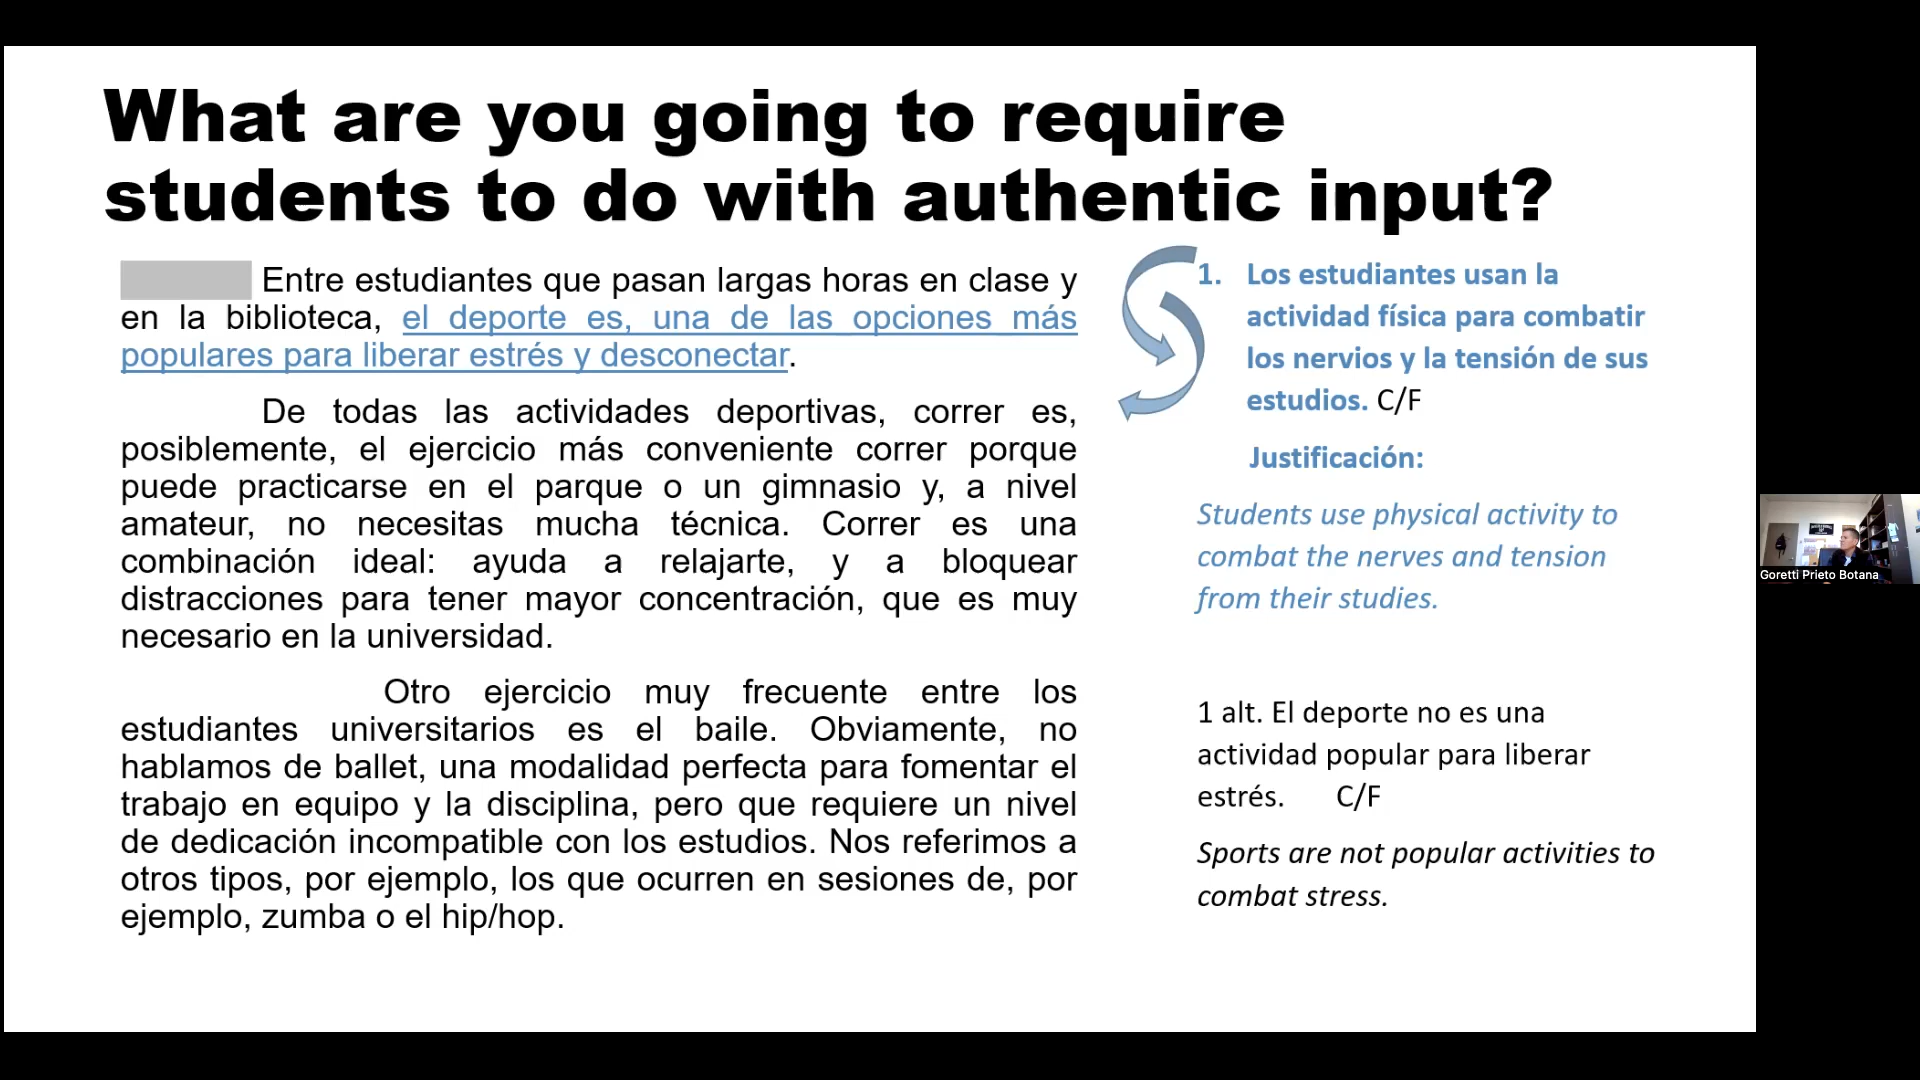 What are you going to require
students to do with authentic input?
Entre estudiantes que pasan largas horas en clase y
en la biblioteca, el deporte es, una de las opciones más
populares para liberar estrés y desconectar.
De todas las actividades deportivas, correr es,
posiblemente, el ejercicio más conveniente correr porque
puede practicarse en el parque o un gimnasio y, a nivel
amateur, no necesitas mucha técnica. Correr es una
combinación ideal: ayuda a relajarte, y a bloquear
distracciones para tener mayor concentración, que es muy
necesario en la universidad.
Otro ejercicio muy frecuente entre los
estudiantes universitarios es el baile. Obviamente, no
hablamos de ballet, una modalidad perfecta para fomentar el
trabajo en equipo y la disciplina, pero que requiere un nivel
de dedicación incompatible con los estudios. Nos referimos a
otros tipos, por ejemplo, los que ocurren en sesiones de, por
ejemplo, zumba o el hip/hop.
1. Los estudiantes usan la
actividad física para combatir
los nervios y la tensión de sus
estudios. C/F
Justificación:
Students use physical activity to
combat the nerves and tension
from their studies.
1 alt. El deporte no es una
actividad popular para liberar
estrés. C/F
Sports are not popular activities to
combat stress.
Goretti Prieto Botana